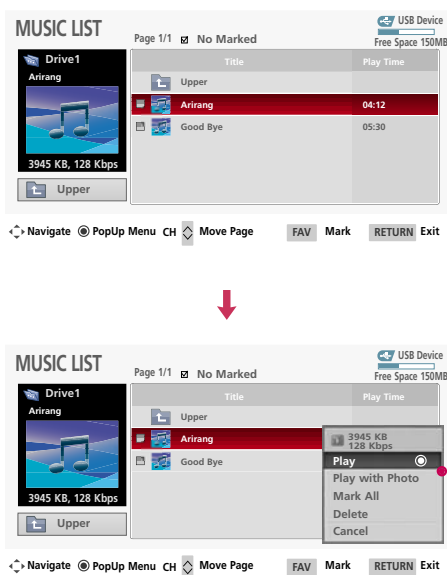 MUSIC LIST
Page 1/1 No Marked
USB Device
Free Space 150MB
Drive1
Arirang
3945 KB, 128 Kbps
Upper
Title Play Time
Upper
Arirang 04:12
Good Bye 05:30
Navigate PopUp Menu CH Move Page FAV Mark RETURN Exit
MUSIC LIST
Page 1/1 No Marked
USB Device
Free Space 150MB
Drive1
Arirang
3945 KB, 128 Kbps
Upper
Title Play Time
Upper
Arirang
Good Bye
3945 KB
128 Kbps
Play
Play with Photo
Mark All
Delete
Cancel
Navigate PopUp Menu CH Move Page FAV Mark RETURN Exit